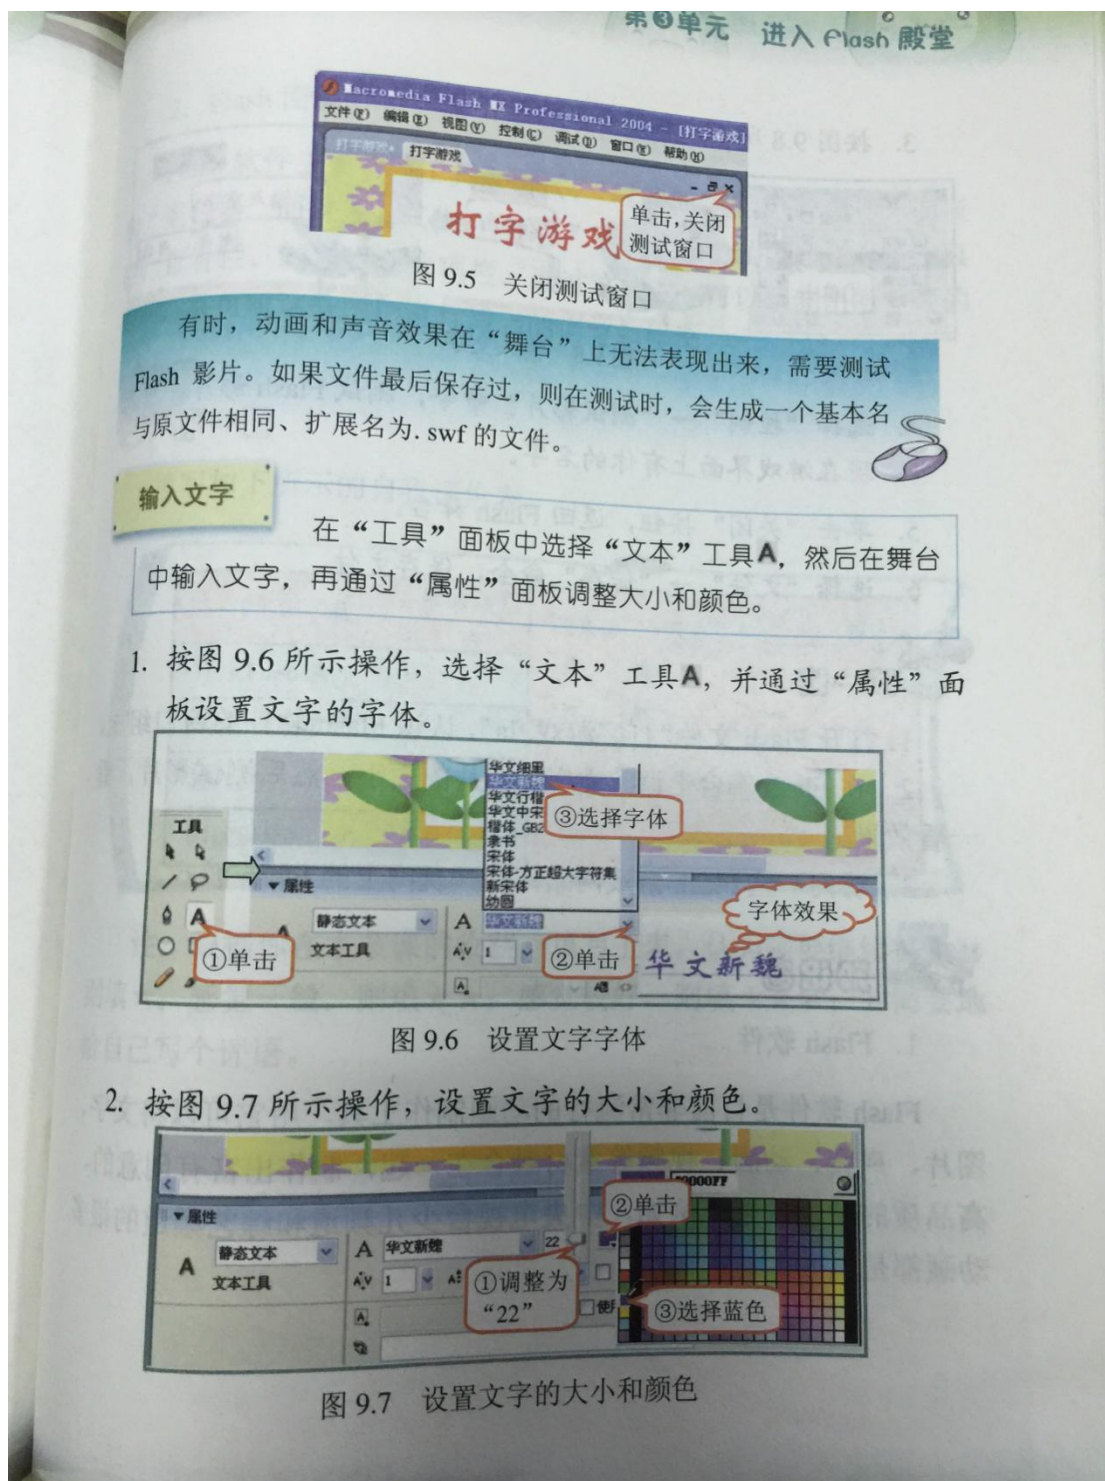 第3单元 进入 Flash 殿堂
Macromedia Flash MX Professional 2004 - [打字游戏]
文件(F) 编辑(E) 视图(V) 控制(C) 调试(D) 窗口(W) 帮助(H)
打字游戏 打字游戏
打字游戏
单击,关闭
测试窗口
图 9.5 关闭测试窗口
有时，动画和声音效果在“舞台”上无法表现出来，需要测试
Flash 影片。如果文件最后保存过，则在测试时，会生成一个基本名
与原文件相同、扩展名为. swf 的文件。
输入文字
在“工具”面板中选择“文本”工具A，然后在舞台
中输入文字，再通过“属性”面板调整大小和颜色。
1. 按图 9.6 所示操作，选择“文本”工具A，并通过“属性”面
板设置文字的字体。
华文细黑
华文新魏
华文行楷
华文中宋
楷体_GB2
隶书
宋体
宋体-方正超大字符集
新宋体
幼圆
③选择字体
工具
属性
静态文本
A 华文新魏
文本工具
1
①单击
②单击
字体效果
华文新魏
图 9.6 设置文字字体
2. 按图 9.7 所示操作，设置文字的大小和颜色。
0000FF
②单击
属性
A 静态文本 A 华文新魏 22
文本工具 1
①调整为
“22”
③选择蓝色
图 9.7 设置文字的大小和颜色